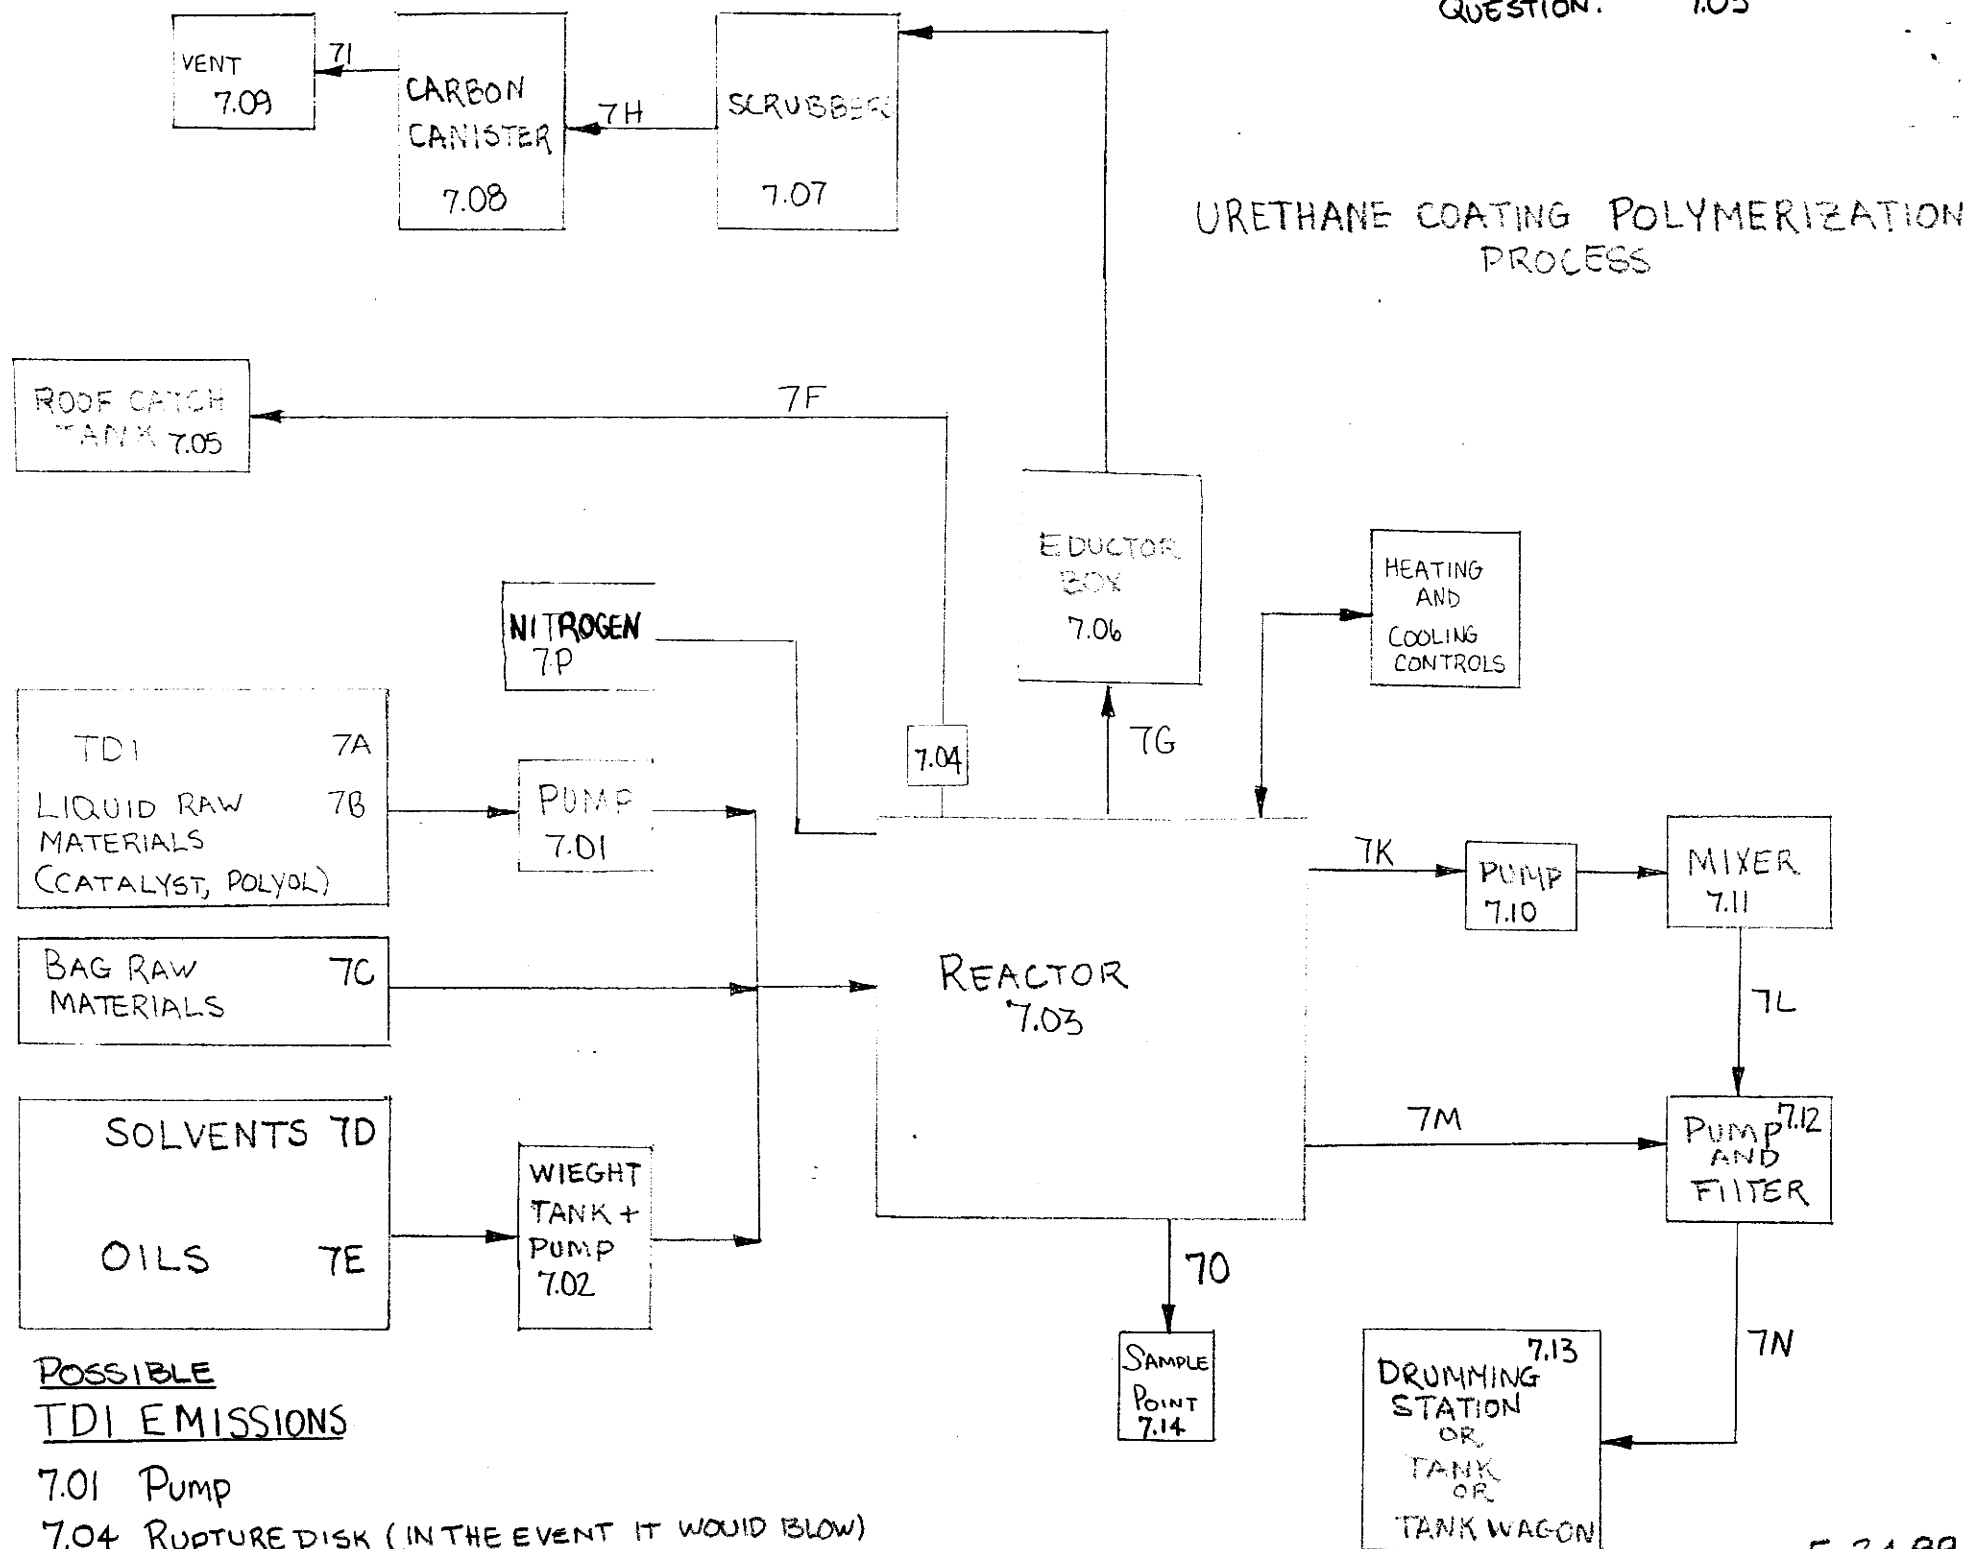 QUESTION: 7.05
VENT
7.09
7I
CARBON
CANISTER
7.08
7H
SCRUBBER
7.07
URETHANE COATING POLYMERIZATION
PROCESS
ROOF CATCH
TANK 7.05
7F
EDUCTOR
BOX
7.06
HEATING
AND
COOLING
CONTROLS
NITROGEN
7P
7.04
7G
TDI 7A
LIQUID RAW 7B
MATERIALS
(CATALYST, POLYOL)
PUMP
7.01
7K
PUMP
7.10
MIXER
7.11
BAG RAW 7C
MATERIALS
REACTOR
7.03
7L
SOLVENTS 7D
OILS 7E
WIEGHT
TANK +
PUMP
7.02
7M
PUMP 7.12
AND
FIITER
7O
SAMPLE
POINT
7.14
7N
7.13
DRUMMING
STATION
OR
TANK
OR
TANK WAGON
POSSIBLE
TDI EMISSIONS
7.01 PUMP
7.04 RUPTURE DISK (IN THE EVENT IT WOULD BLOW)